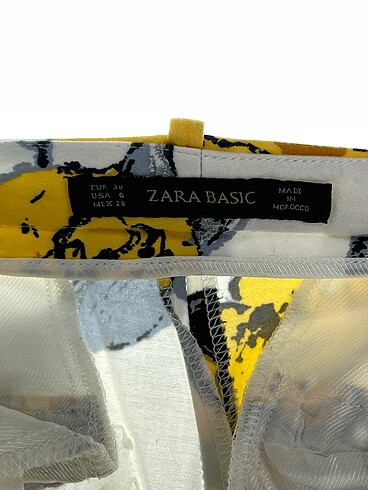 EUR 38
USA 6
MEX 28
ZARA BASIC
MADE
IN
MOROCCO